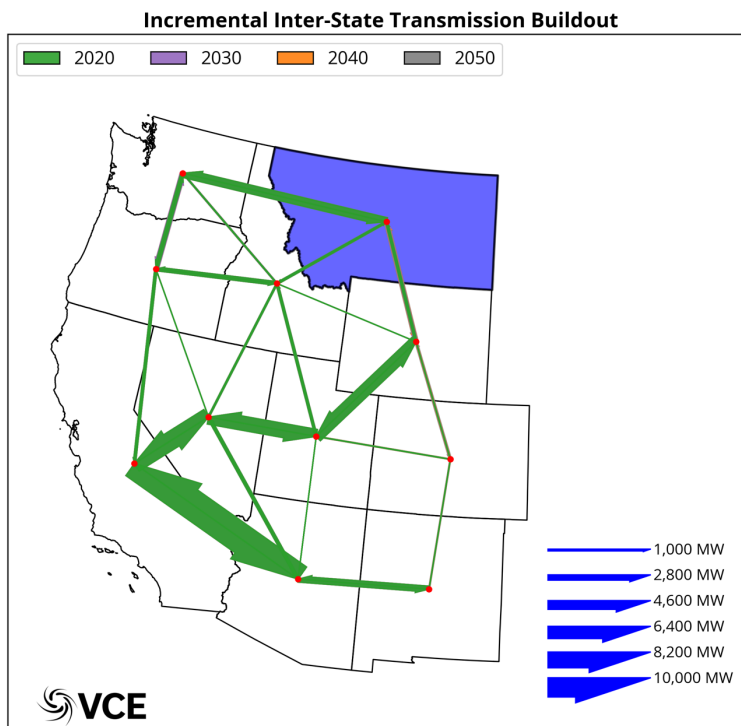 Incremental Inter-State Transmission Buildout
2020 2030 2040 2050
1,000 MW
2,800 MW
4,600 MW
6,400 MW
8,200 MW
10,000 MW
VCE